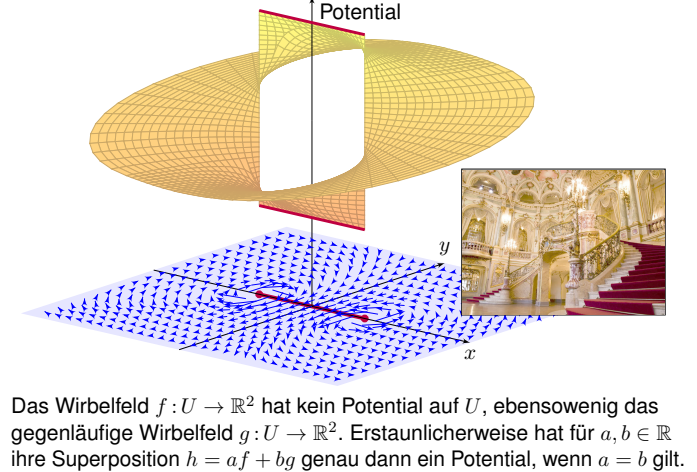 Potential
y
x
Das Wirbelfeld f : U → ℝ² hat kein Potential auf U, ebensowenig das
gegenläufige Wirbelfeld g : U → ℝ². Erstaunlicherweise hat für a, b ∈ ℝ
ihre Superposition h = af + bg genau dann ein Potential, wenn a = b gilt.